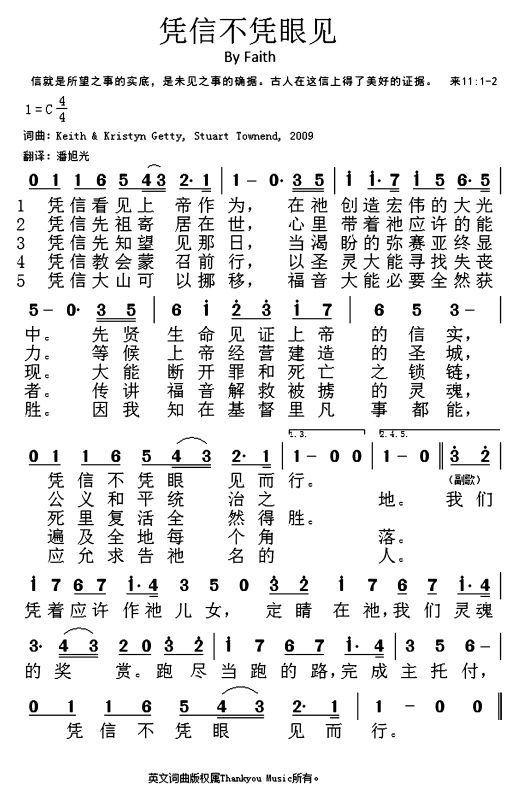 凭信不凭眼见
By Faith
信就是所望之事的实底，是未见之事的确据。古人在这信上得了美好的证据。 来11:1-2
1=C 4/4
词曲：Keith & Kristyn Getty, Stuart Townend, 2009
翻译：潘旭光
0 1 1 6 5 4 3 2· 1 | 1 - 0· 3 5 | i i· 7 i 5 6· 5 |
1 凭信看见上 帝作为， 在祂 创造宏伟的大光
2 凭信先祖寄 居在世， 心里 带着祂应许的能
3 凭信先知望 见那日， 当渴 盼的弥赛亚终显
4 凭信教会蒙 召前行， 以圣 灵大能寻找失丧
5 凭信大山可 以挪移， 福音 大能必要全然获
5 - 0· 3 5 | 6 i 2 3 i 7 | 6 5 3 - |
中。 先贤 生命见证上帝 的信实，
力。 等候 上帝经营建造 的圣城，
现。 大能 断开罪和死亡 之锁链，
者。 传讲 福音解救被掳 的灵魂，
胜。 因我 知在基督里凡 事都能，
1.3. 2.4.5.
0 1 1 6 5 4 3 2· 1 | 1 - 0 0 | 1 - 0 0 || 3 2 |
凭信不凭眼 见而行。 (副歌)
公义和平统 治之 地。 我们
死里复活全 然得胜。
遍及全地每 个角 落。
应允求告祂 名的 人。
i 7 6 7 i· 4 3 5 0 3 2 | i 7 6 7 i· 4 |
凭着应许 作祂 儿女， 定睛 在祂，我们灵魂
3· 4 3 2 0 3 2 | i 7 6 7 i· 4 | 3 5 6 - |
的奖 赏。跑尽当跑的路，完成主托付，
0 1 1 6 5 4 3 2· 1 1 - 0 0 |
凭信 不 凭眼 见而 行。
英文词曲版权属Thankyou Music所有。